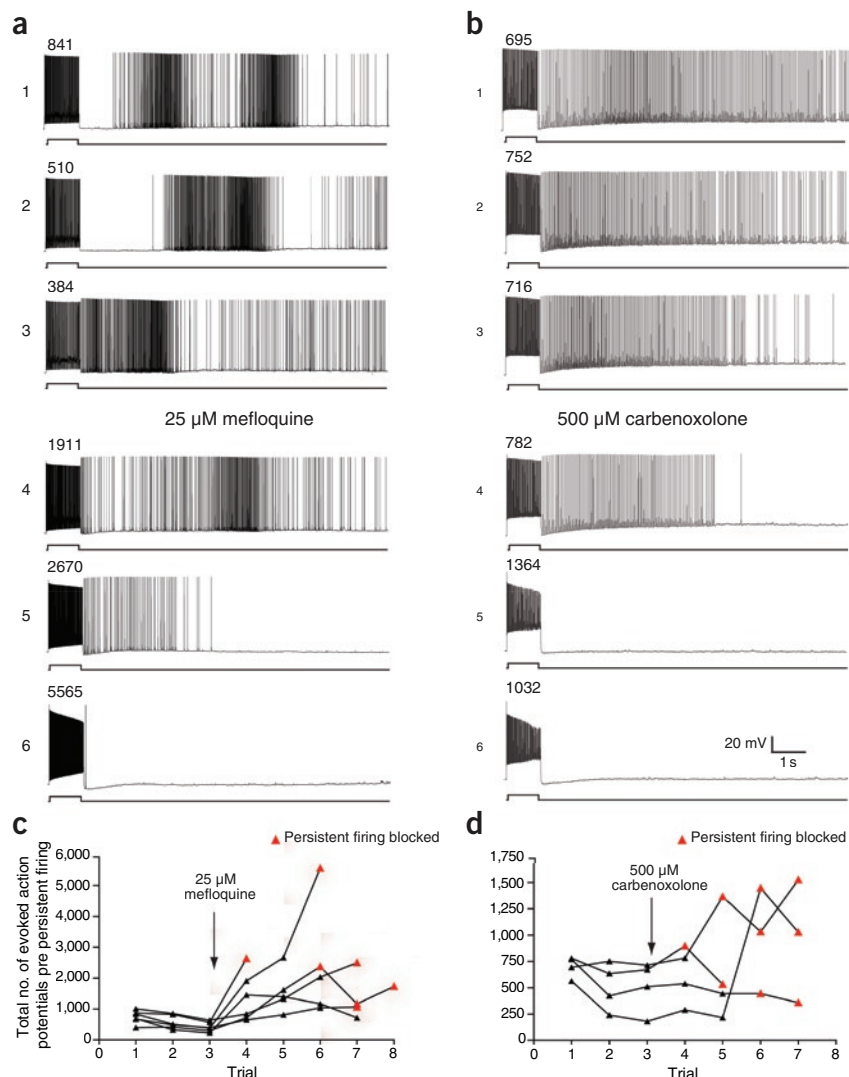 a
b
841
1
510
2
384
3
25 µM mefloquine
1911
4
2670
5
5565
6
695
1
752
2
716
3
500 µM carbenoxolone
782
4
1364
5
1032
6
20 mV
1 s
c
Persistent firing blocked
25 µM
mefloquine
Total no. of evoked action
potentials pre persistent firing
6,000
5,000
4,000
3,000
2,000
1,000
0
0 1 2 3 4 5 6 7 8
Trial
d
Persistent firing blocked
500 µM
carbenoxolone
1,750
1,500
1,250
1,000
750
500
250
0
0 1 2 3 4 5 6 7 8
Trial